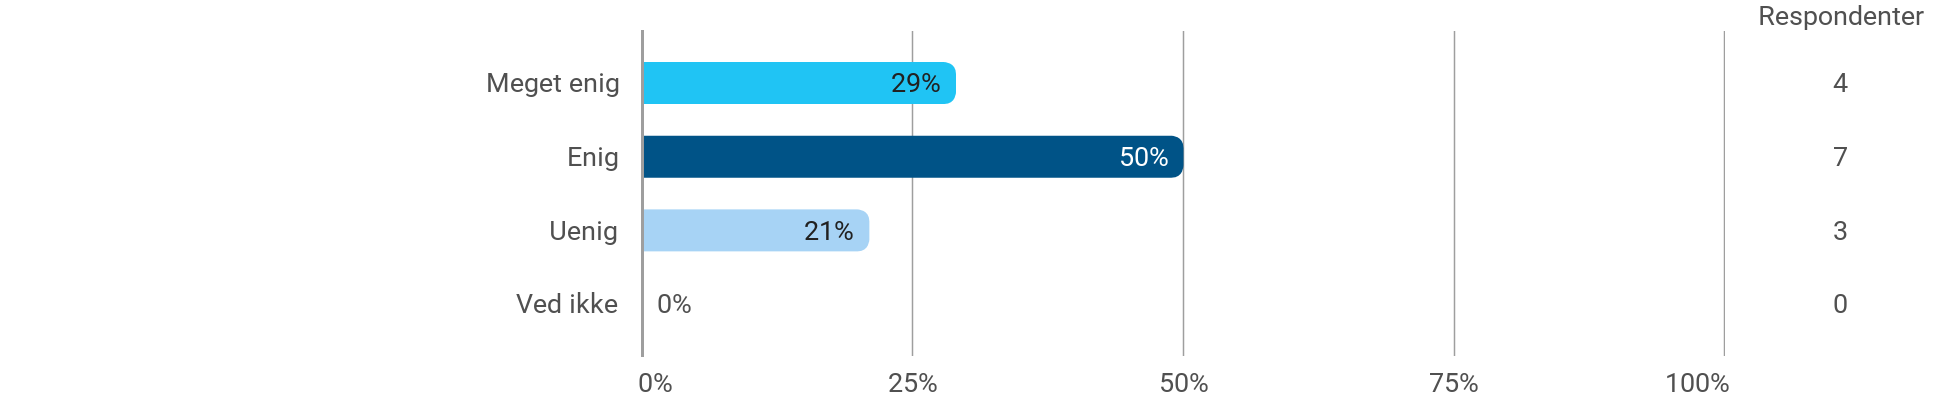 Respondenter
Meget enig 29% 4
Enig 50% 7
Uenig 21% 3
Ved ikke 0% 0
0% 25% 50% 75% 100%